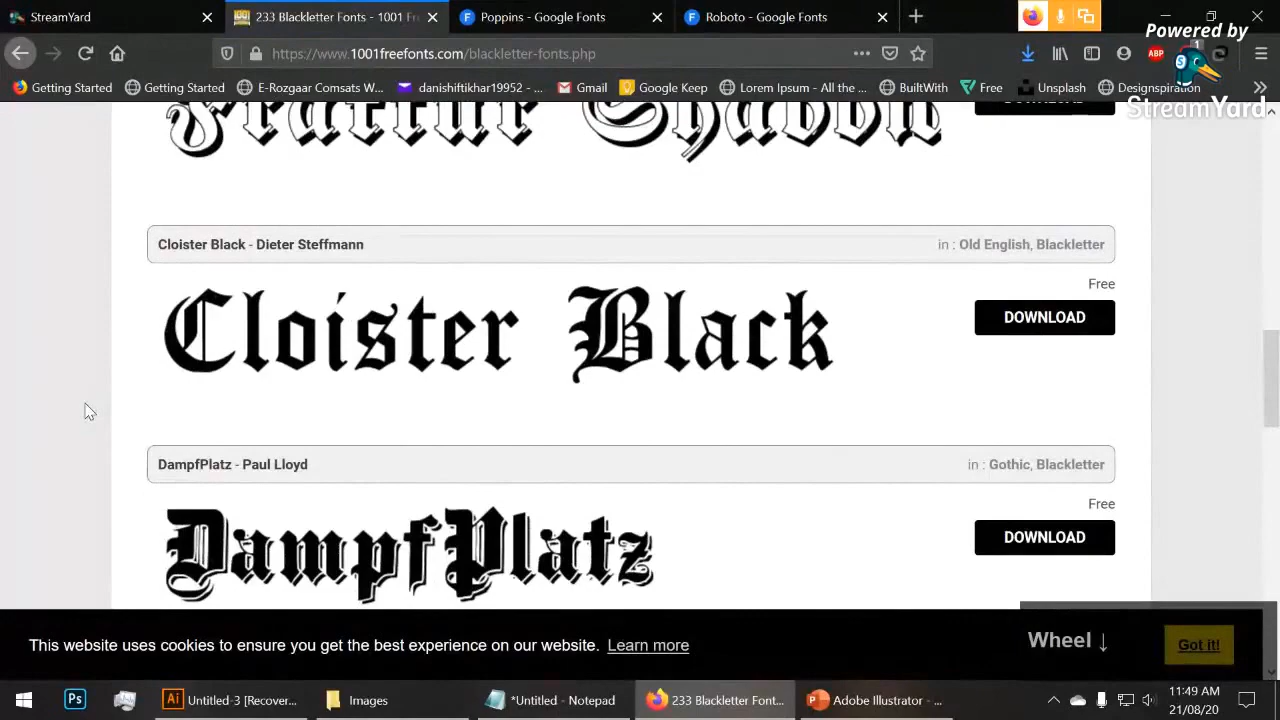 StreamYard
233 Blackletter Fonts - 1001 Fr
Poppins - Google Fonts
Roboto - Google Fonts
Powered by
StreamYard
https://www.1001freefonts.com/blackletter-fonts.php
ABP
1
Getting Started
Getting Started
E-Rozgaar Comsats W...
danishiftikhar19952 - ...
Gmail
Google Keep
Lorem Ipsum - All the ...
BuiltWith
Free
Unsplash
Designspiration
DOWNLOAD
Cloister Black - Dieter Steffmann
in : Old English, Blackletter
Free
Cloister Black
DOWNLOAD
DampfPlatz - Paul Lloyd
in : Gothic, Blackletter
Free
DampfPlatz
DOWNLOAD
This website uses cookies to ensure you get the best experience on our website. Learn more
Wheel ↓
Got it!
Ps
Ai
Untitled-3 [Recover...
Images
*Untitled - Notepad
233 Blackletter Font...
Adobe Illustrator - ...
11:49 AM
21/08/20